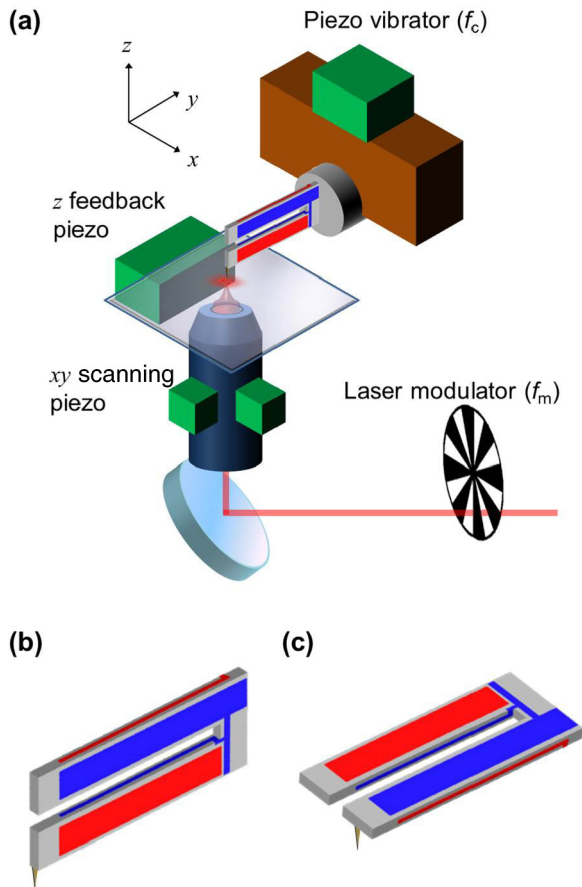 (a)
Piezo vibrator (fc)
z
y
x
z feedback
piezo
xy scanning
piezo
Laser modulator (fm)
(b)
(c)